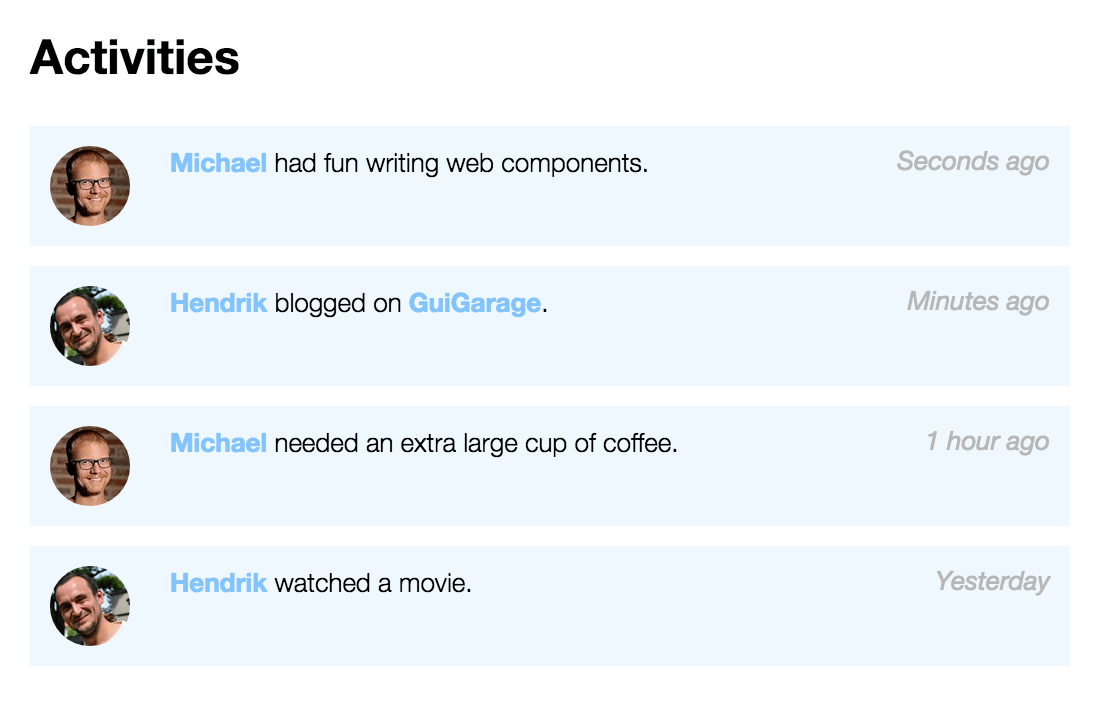 Activities
Michael had fun writing web components. Seconds ago
Hendrik blogged on GuiGarage. Minutes ago
Michael needed an extra large cup of coffee. 1 hour ago
Hendrik watched a movie. Yesterday